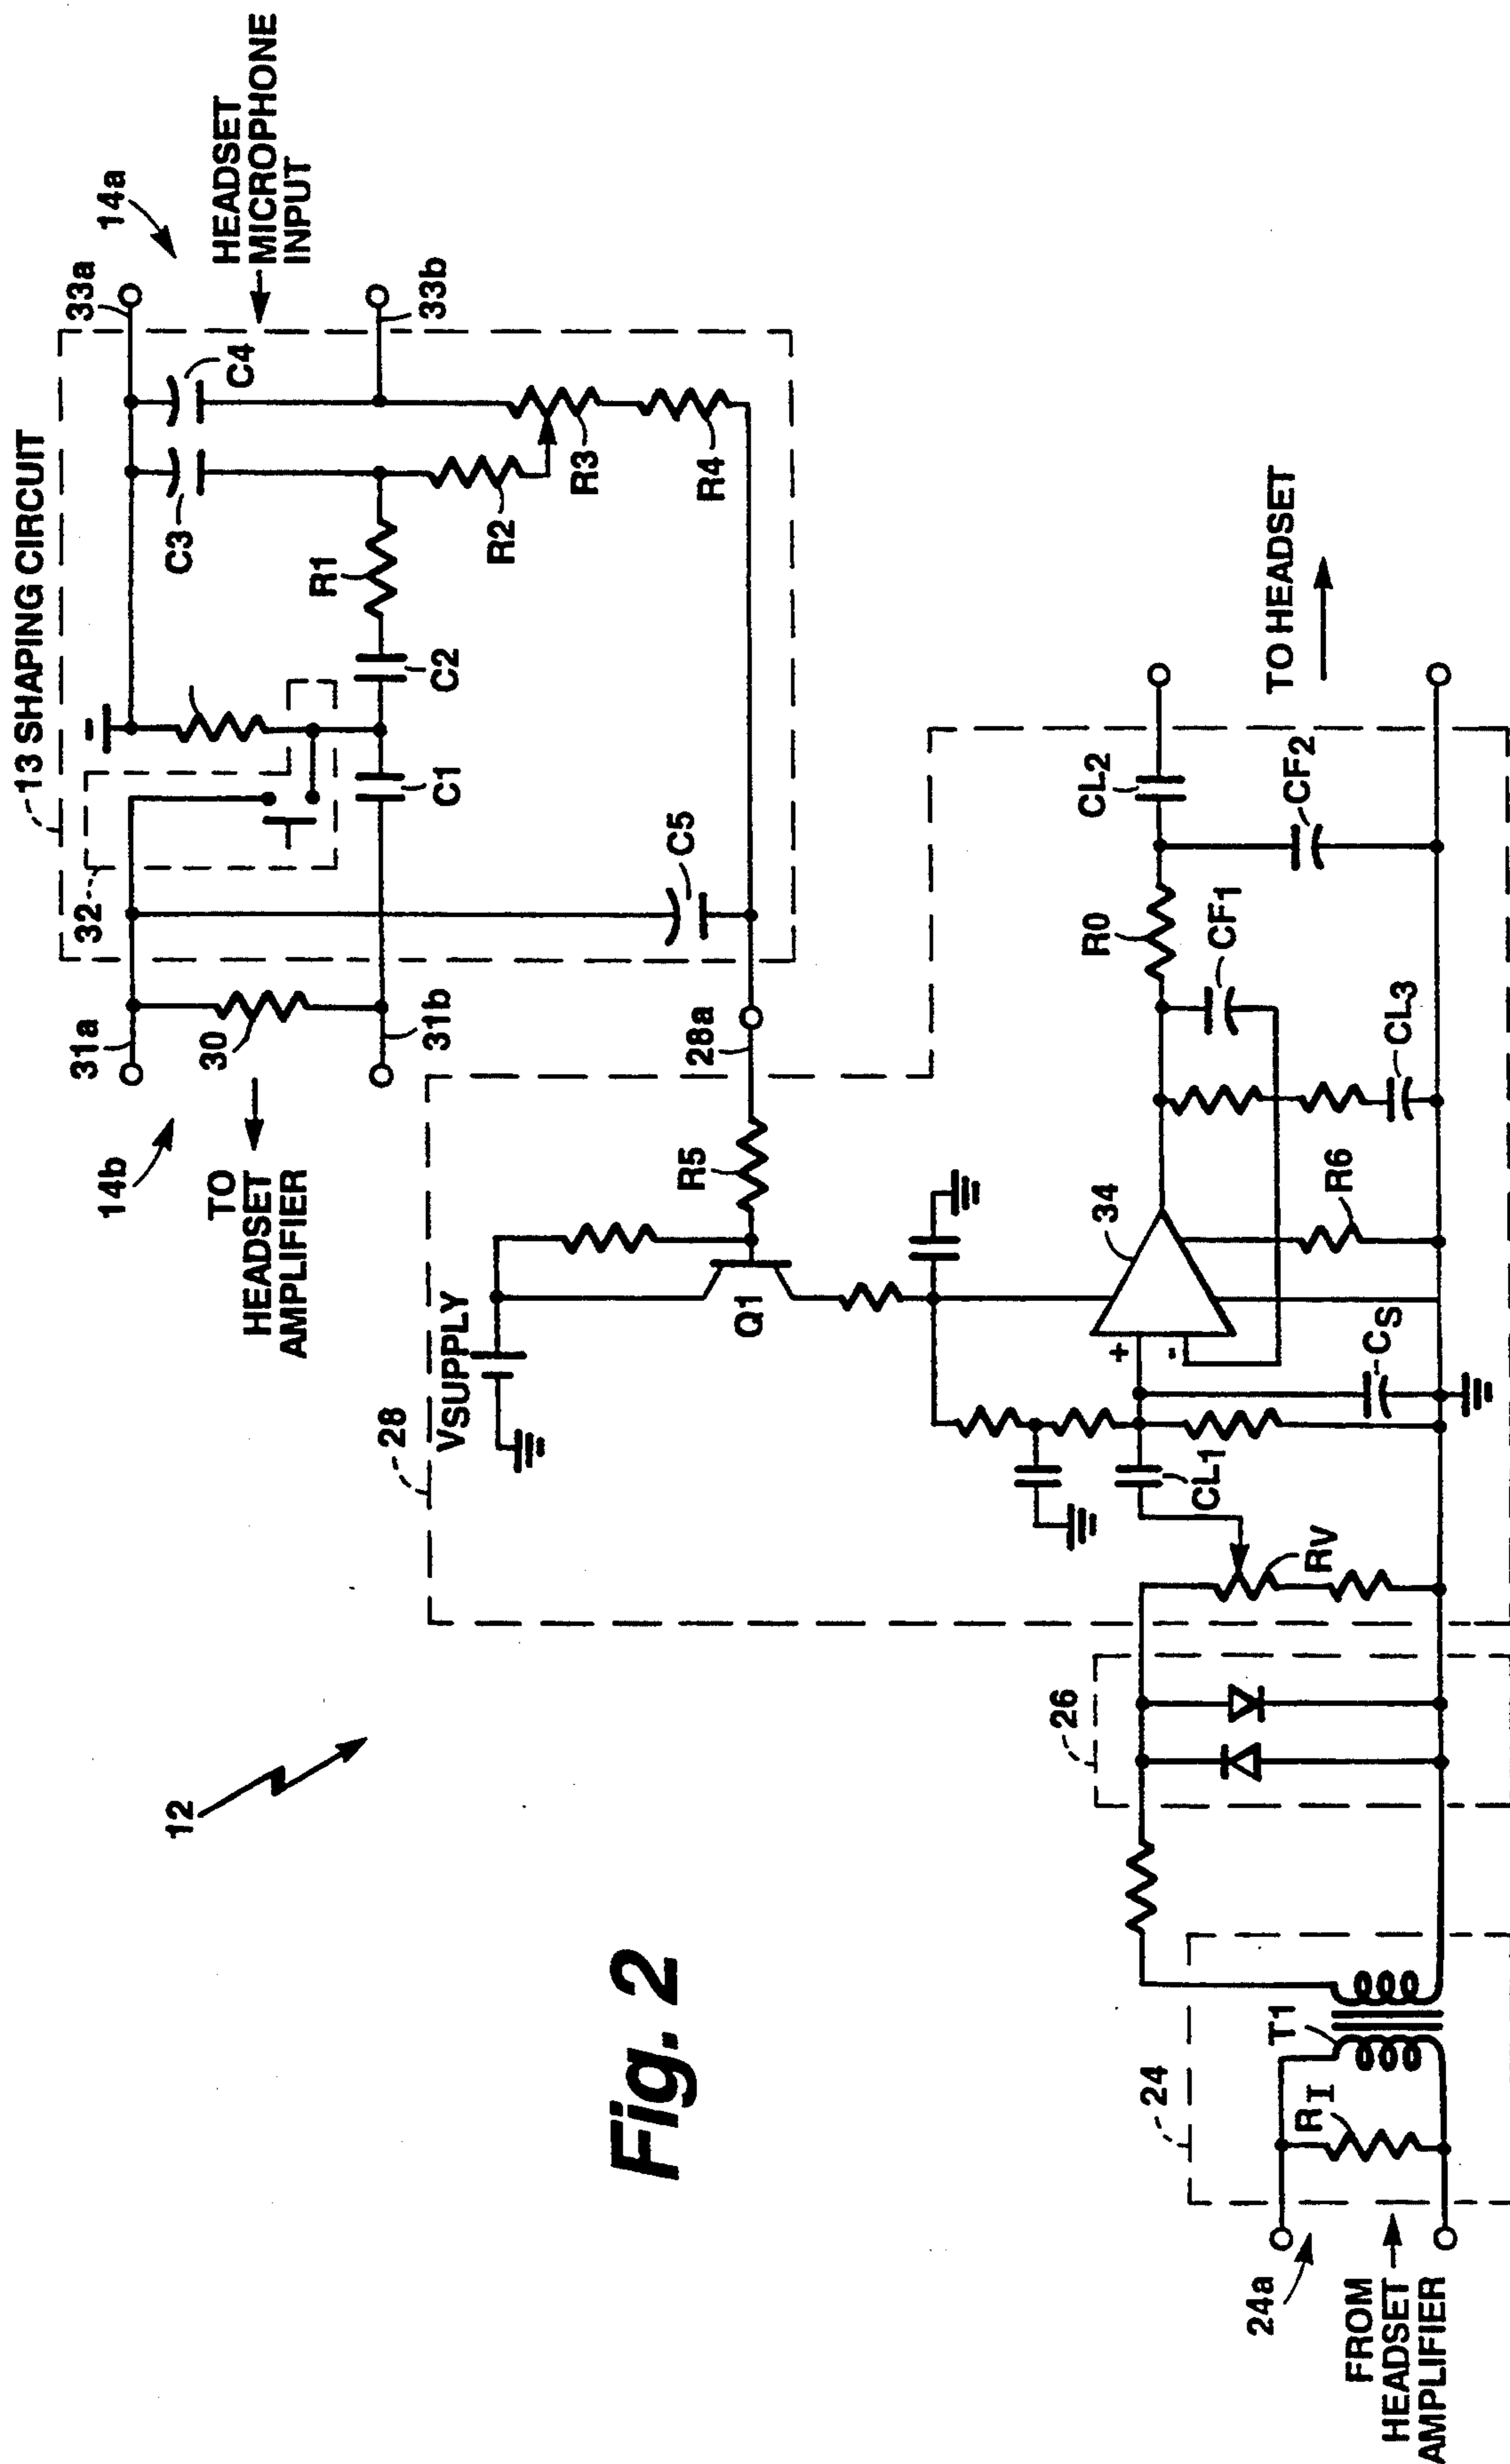 13 SHAPING CIRCUIT
14a
33a
HEADSET
MICROPHONE
INPUT
33b
C4
C3
R1
R2
R3
R4
C2
C1
C5
32
31a
30
31b
14b
TO
HEADSET
AMPLIFIER
28a
R5
VSUPPLY
Q1
28
34
+
-
R6
CS
CL1
RV
CL2
R0
CF1
CF2
CL3
TO HEADSET
26
12
24
T1
RI
24a
FROM
HEADSET
AMPLIFIER
Fig. 2